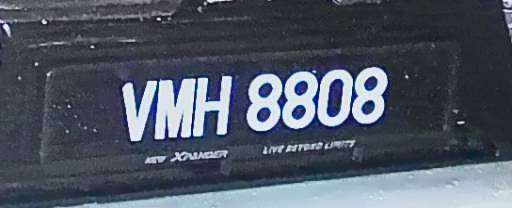 VMH 8808
NEW XPANDER LIVE BEYOND LIMITS